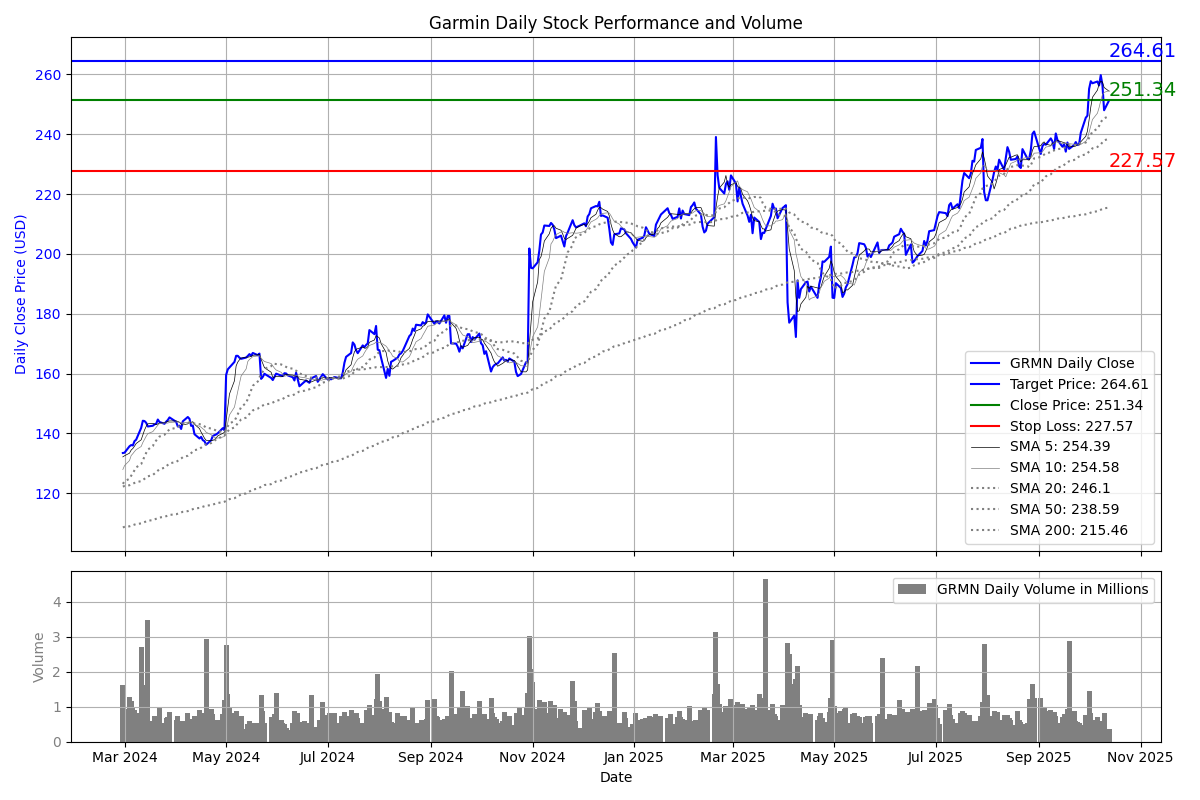 Garmin Daily Stock Performance and Volume
264.61
260
251.34
240
227.57
220
200
180
160
140
120
Daily Close Price (USD)
GRMN Daily Close
Target Price: 264.61
Close Price: 251.34
Stop Loss: 227.57
SMA 5: 254.39
SMA 10: 254.58
SMA 20: 246.1
SMA 50: 238.59
SMA 200: 215.46
GRMN Daily Volume in Millions
4
3
2
1
0
Volume
Mar 2024 May 2024 Jul 2024 Sep 2024 Nov 2024 Jan 2025 Mar 2025 May 2025 Jul 2025 Sep 2025 Nov 2025
Date